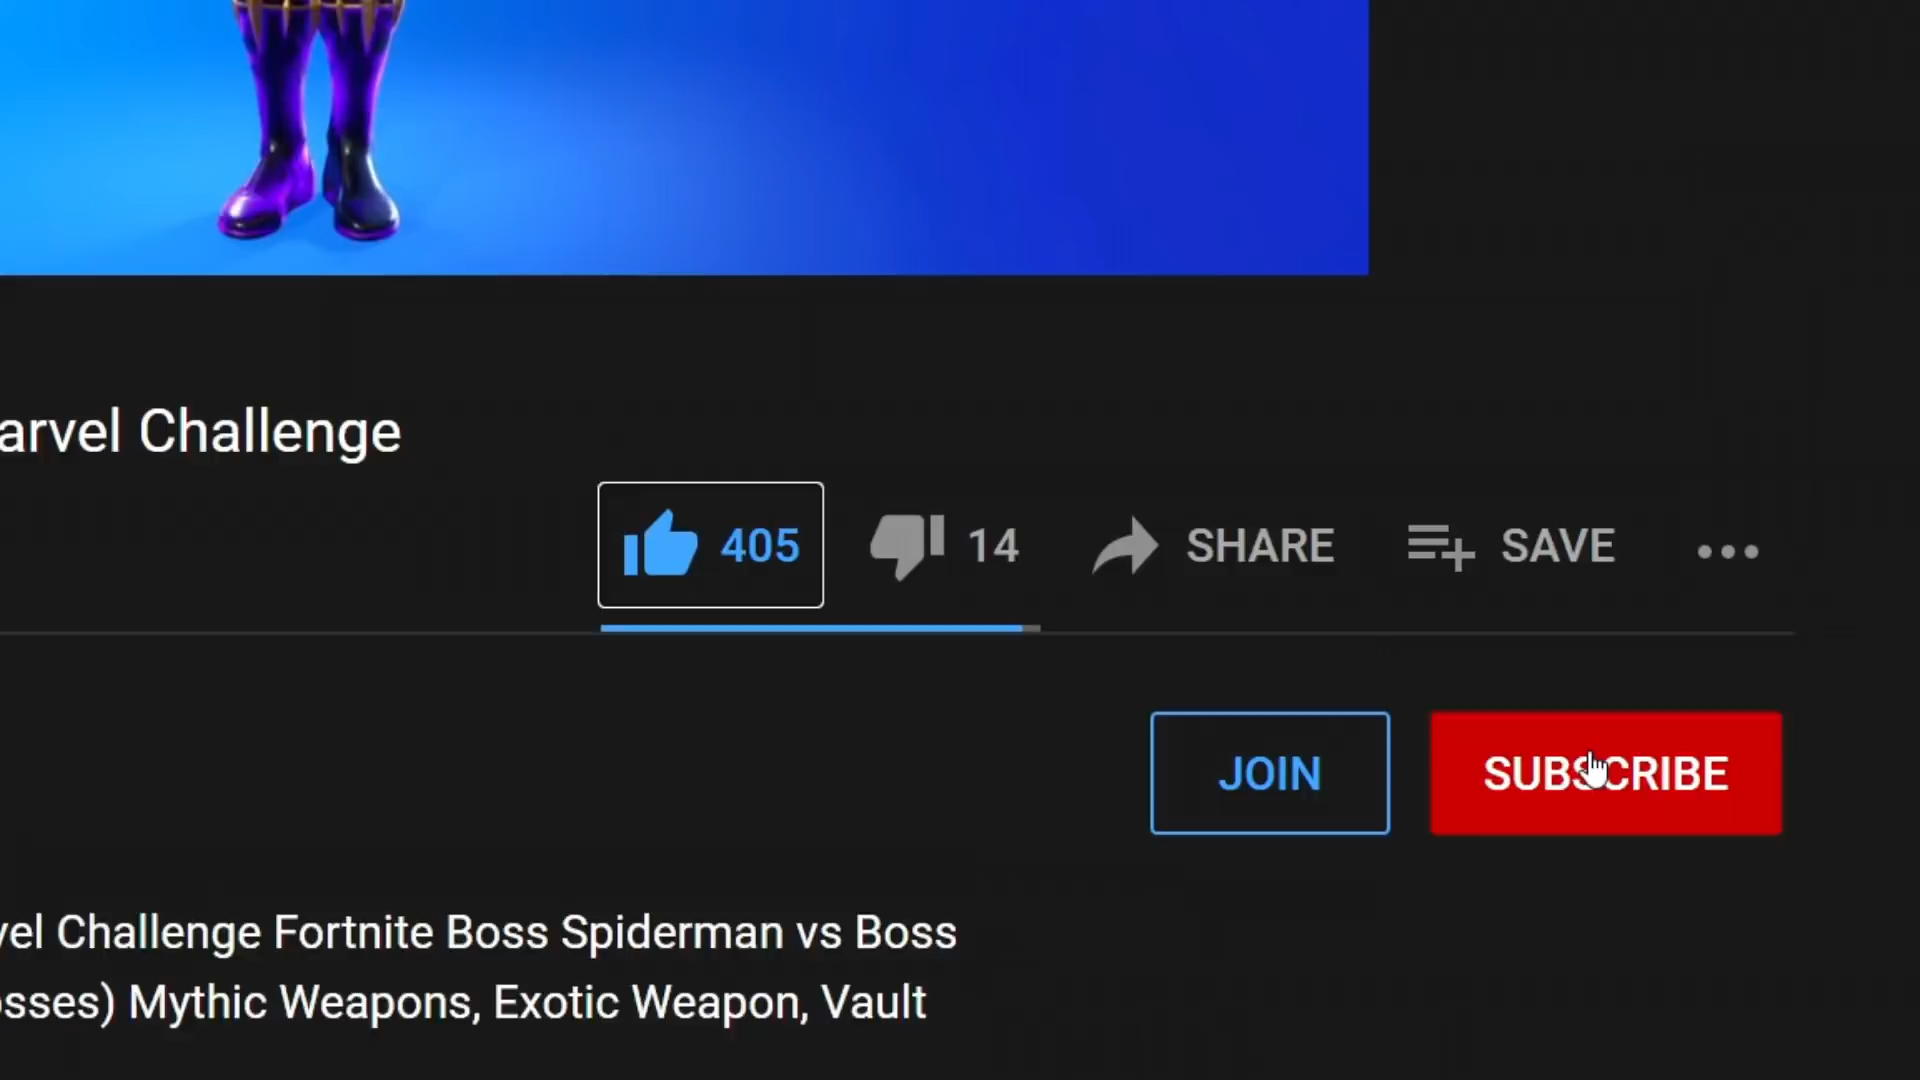 arvel Challenge
405 14 SHARE SAVE
JOIN SUBSCRIBE
vel Challenge Fortnite Boss Spiderman vs Boss
osses) Mythic Weapons, Exotic Weapon, Vault